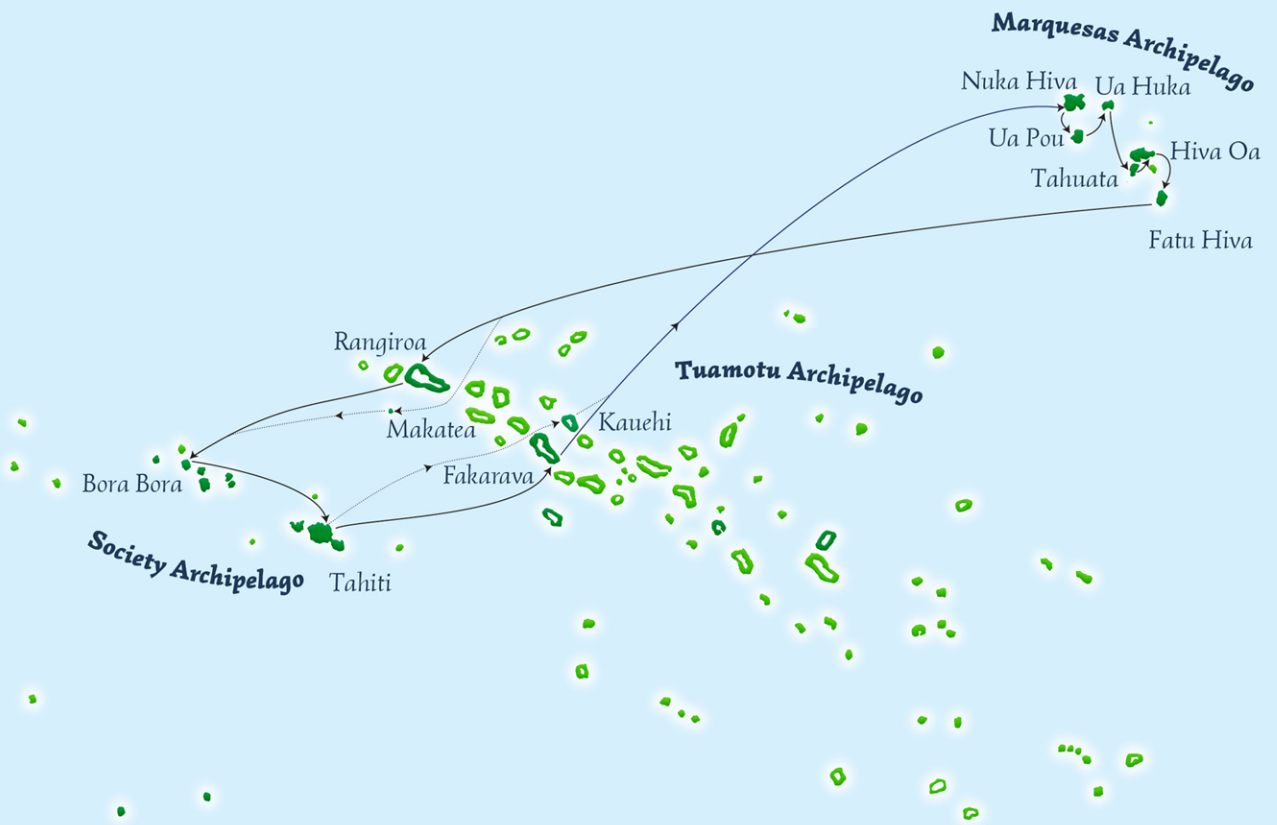 Marquesas Archipelago
Nuka Hiva
Ua Huka
Ua Pou
Hiva Oa
Tahuata
Fatu Hiva
Rangiroa
Tuamotu Archipelago
Makatea
Kauehi
Fakarava
Bora Bora
Society Archipelago
Tahiti